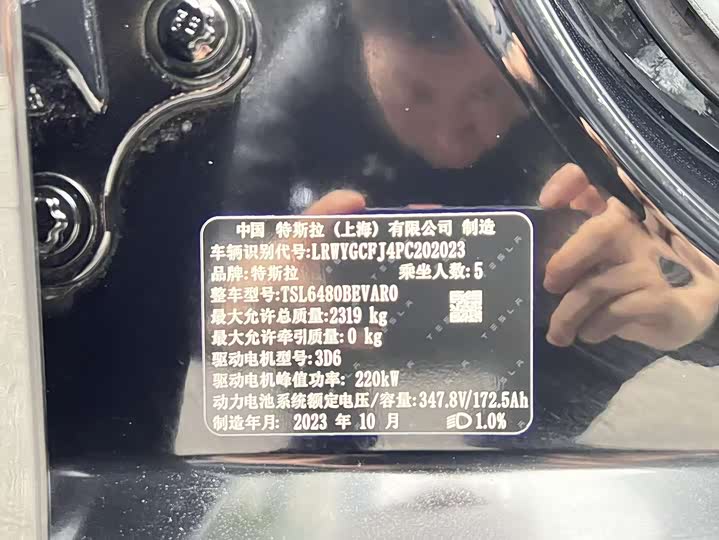 中国 特斯拉 (上海) 有限公司 制造
车辆识别代号:LRWYGCFJ4PC202023
品牌:特斯拉 乘坐人数:5
整车型号:TSL6480BEVAR0
最大允许总质量:2319 kg
最大允许牵引质量:0 kg
驱动电机型号:3D6
驱动电机峰值功率: 220kW
动力电池系统额定电压/容量:347.8V/172.5Ah
制造年月: 2023 年 10 月 1.0%
TESLA